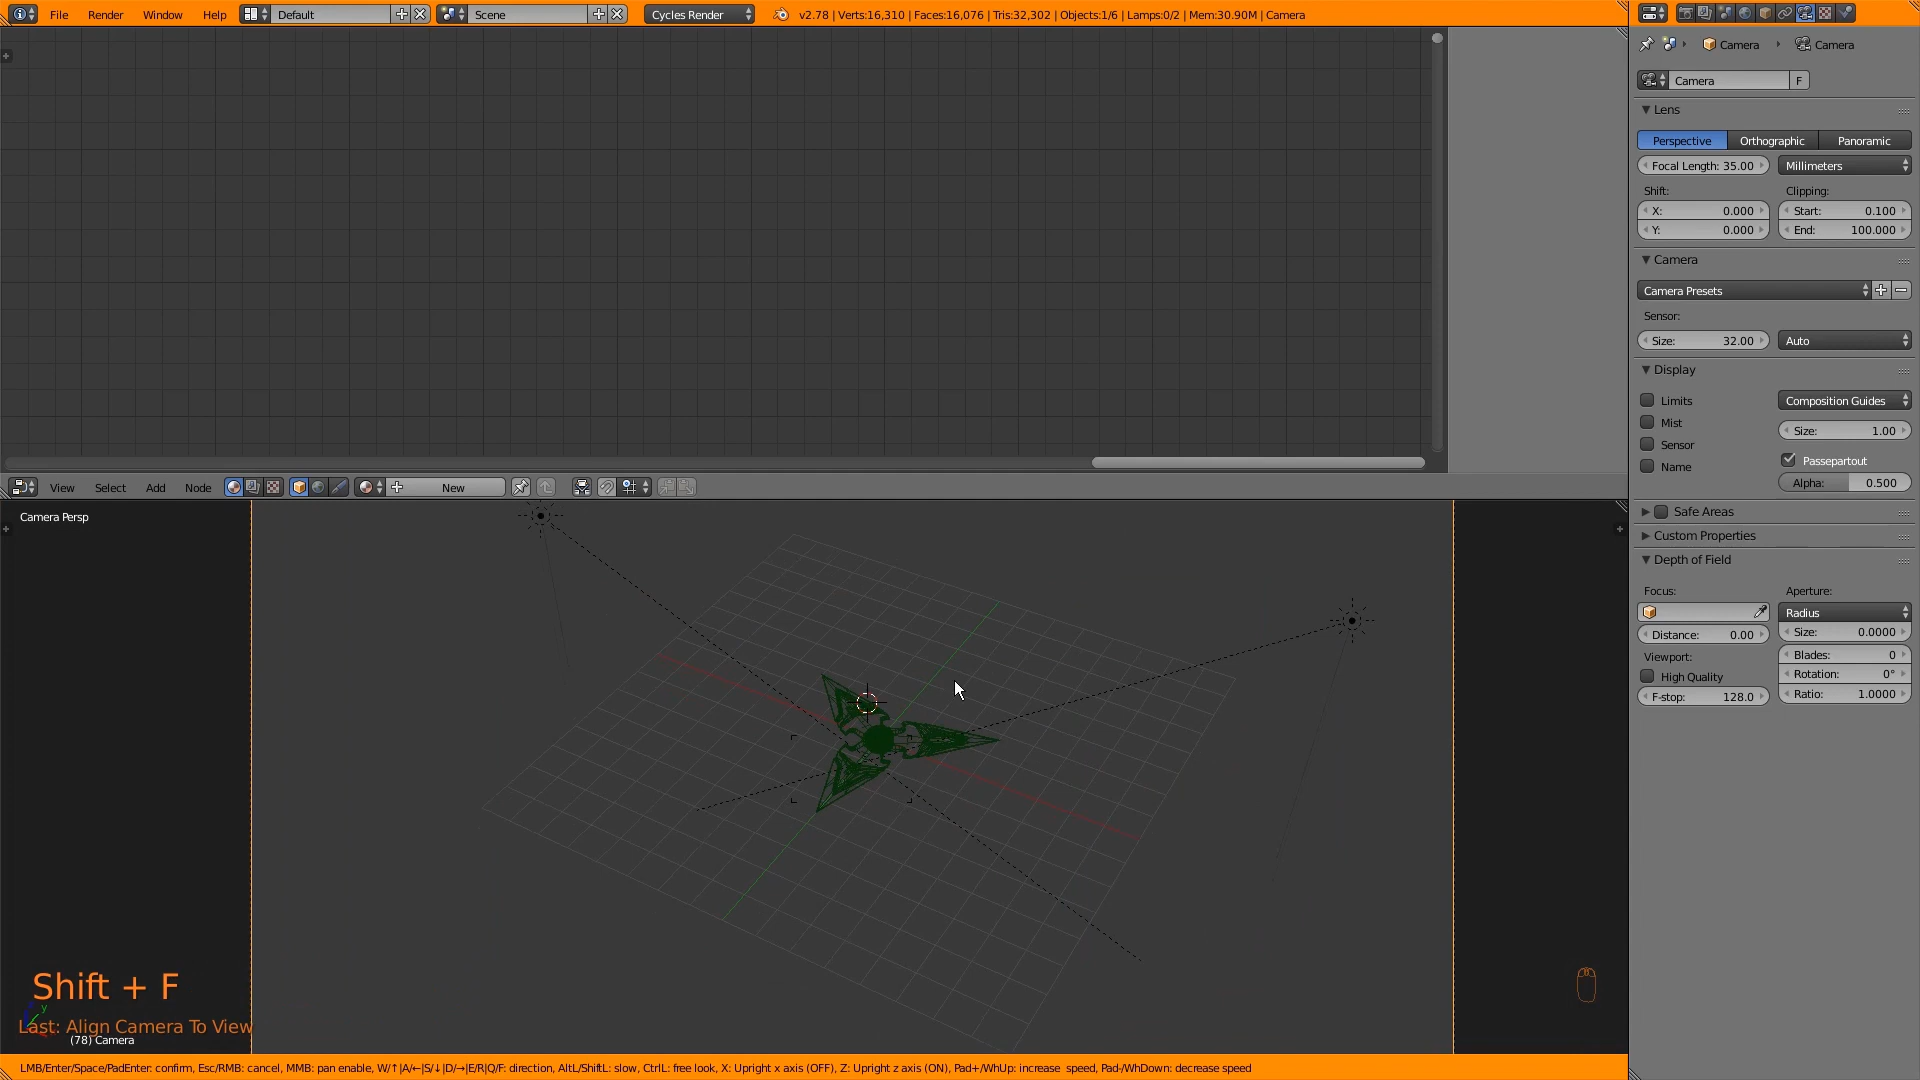 File Render Window Help Default Scene Cycles Render v2.78 | Verts:16,310 | Faces:16,076 | Tris:32,302 | Objects:1/6 | Lamps:0/2 | Mem:30.90M | Camera
Camera Camera
Camera F
Lens
Perspective Orthographic Panoramic
Focal Length: 35.00 Millimeters
Shift: Clipping:
X: 0.000 Start: 0.100
Y: 0.000 End: 100.000
Camera
Camera Presets
Sensor:
Size: 32.00 Auto
Display
Limits Composition Guides
Mist Size: 1.00
Sensor
Passepartout
Name
Alpha: 0.500
View Select Add Node New
Safe Areas
Camera Persp
Custom Properties
Depth of Field
Focus: Aperture:
Radius
Distance: 0.00 Size: 0.0000
Viewport: Blades: 0
High Quality Rotation: 0°
F-stop: 128.0 Ratio: 1.0000
Shift + F
Last: Align Camera To View
(78) Camera
LMB/Enter/Space/PadEnter: confirm, Esc/RMB: cancel, MMB: pan enable, W/↑|A/←|S/↓|D/→|E/R|Q/F: direction, AltL/ShiftL: slow, CtrlL: free look, X: Upright x axis (OFF), Z: Upright z axis (ON), Pad+/WhUp: increase speed, Pad-/WhDown: decrease speed